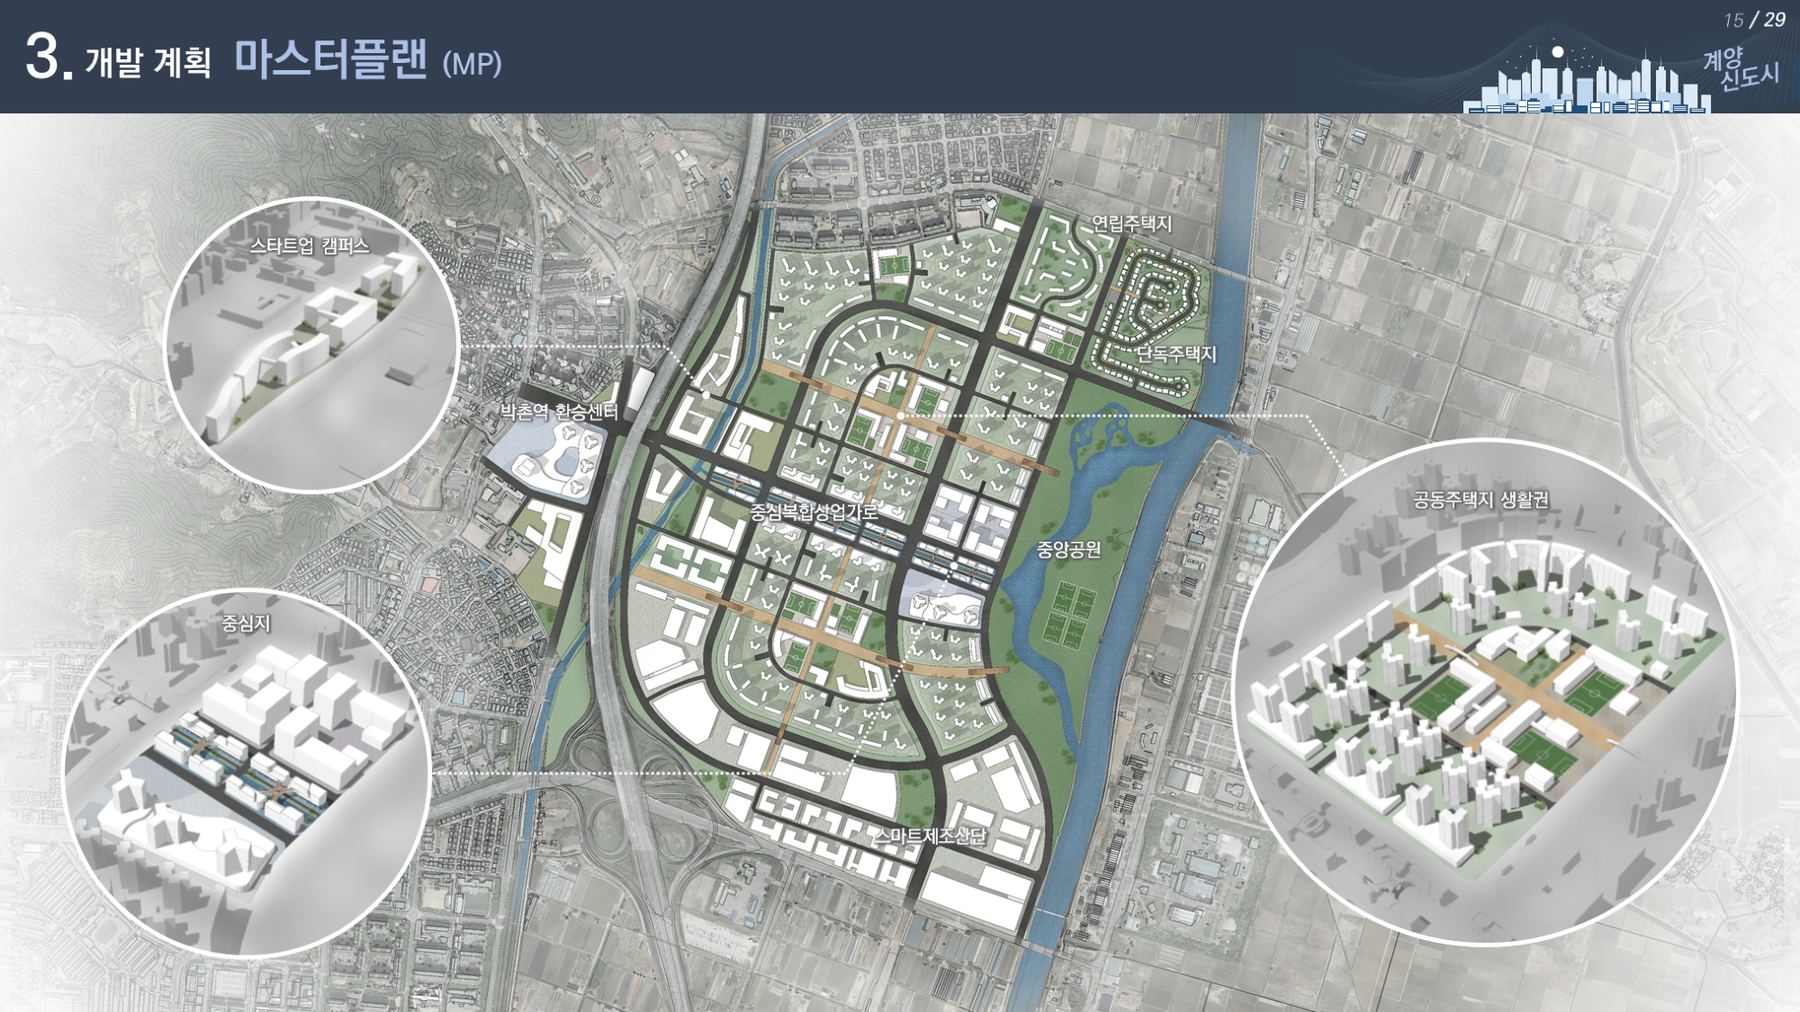 3. 개발 계획 마스터플랜 (MP)
15 / 29
계양
신도시
연립주택지
스타트업 캠퍼스
단독주택지
박촌역 환승센터
공동주택지 생활권
중심복합상업가로
중앙공원
중심지
스마트제조산단